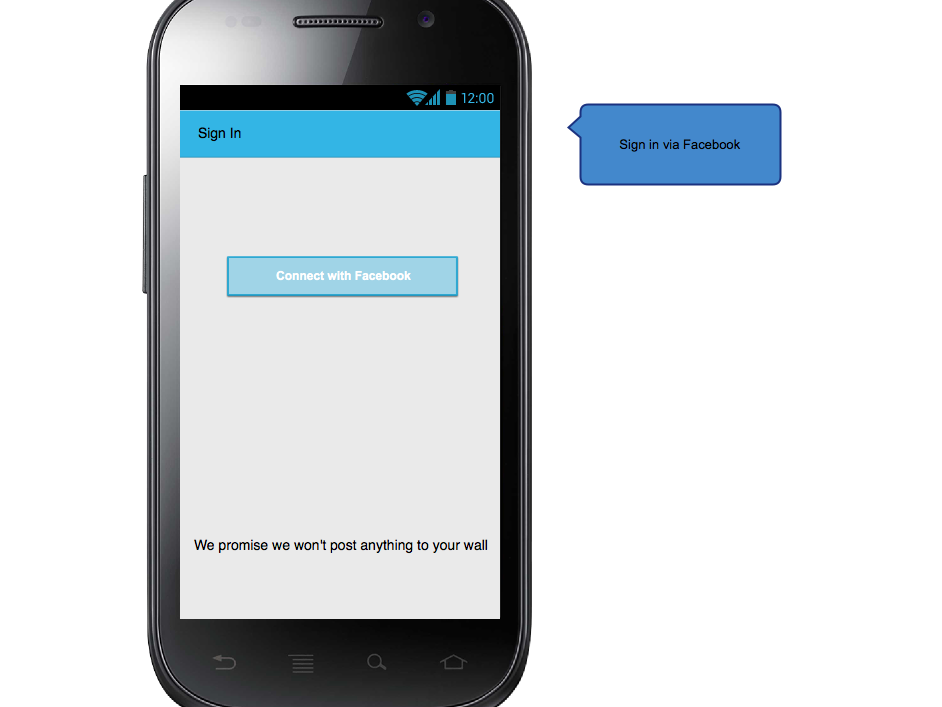 12:00
Sign In
Sign in via Facebook
Connect with Facebook
We promise we won't post anything to your wall